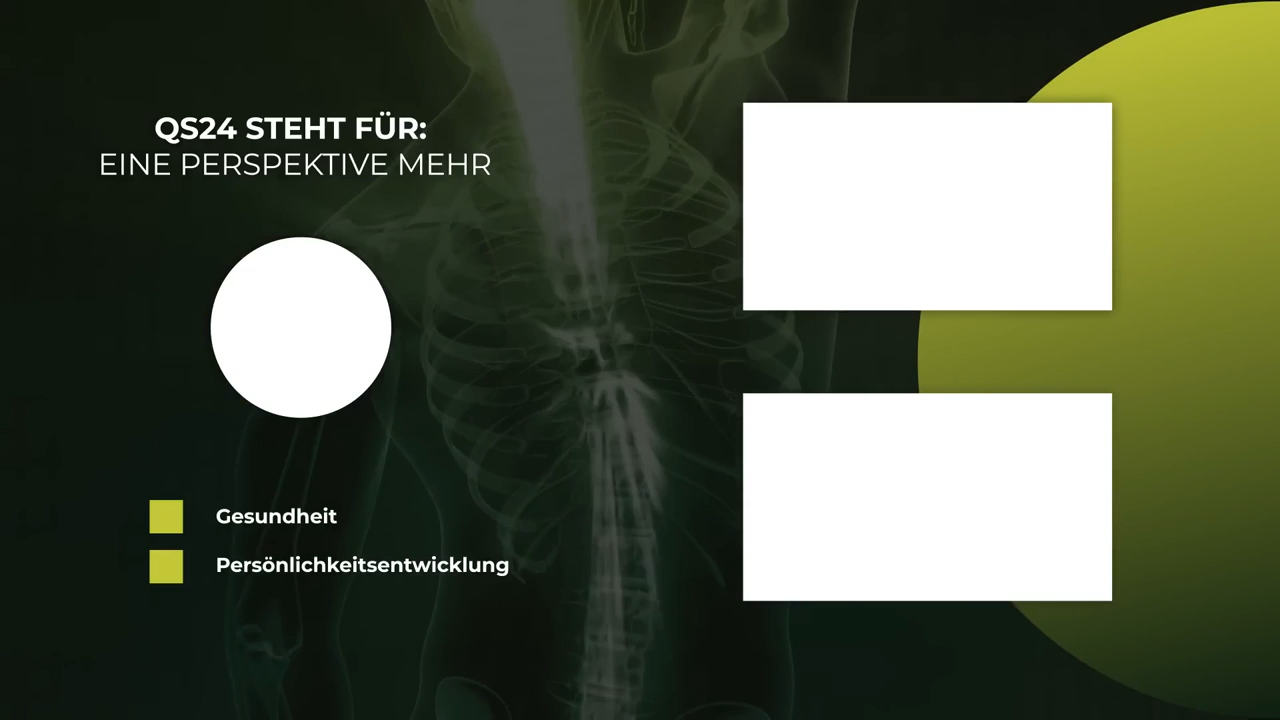 QS24 STEHT FÜR:
EINE PERSPEKTIVE MEHR
Gesundheit
Persönlichkeitsentwicklung